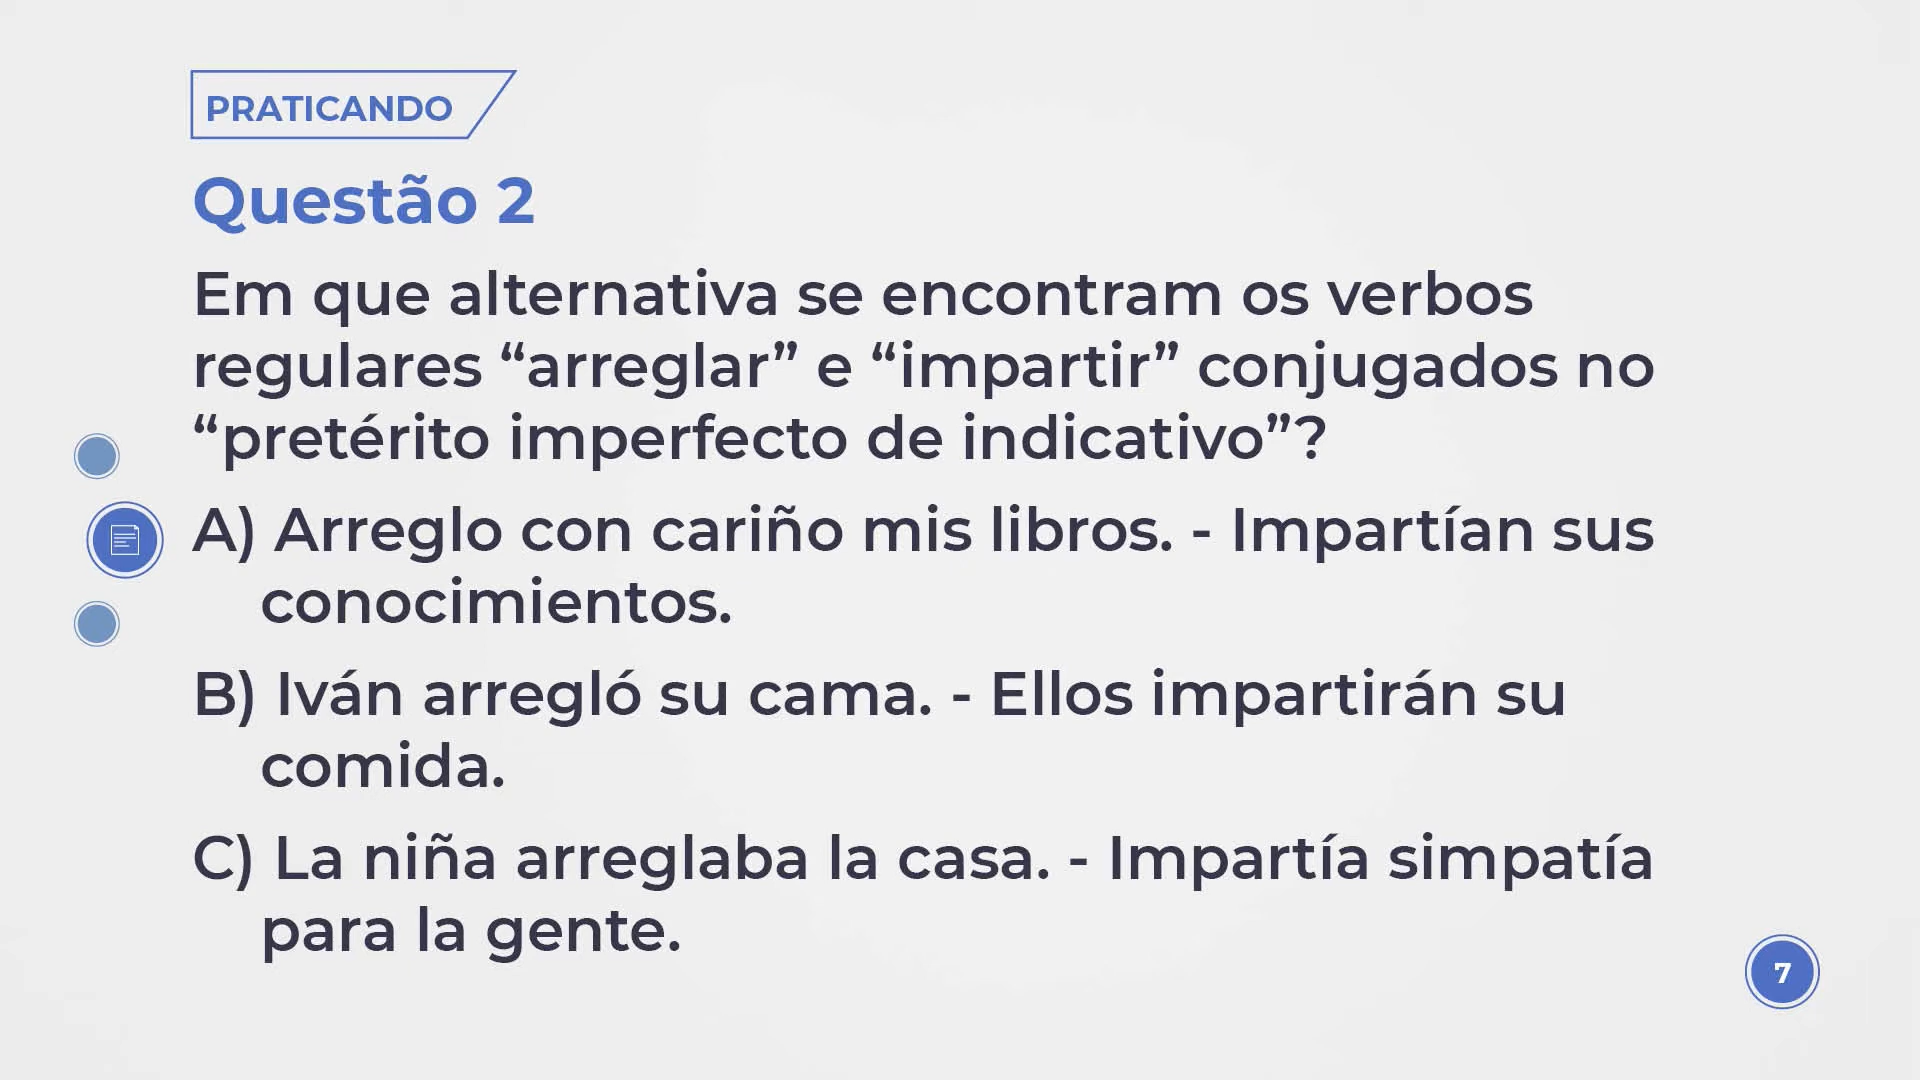 PRATICANDO
Questão 2
Em que alternativa se encontram os verbos
regulares “arreglar” e “impartir” conjugados no
“pretérito imperfecto de indicativo”?
A) Arreglo con cariño mis libros. - Impartían sus
conocimientos.
B) Iván arregló su cama. - Ellos impartirán su
comida.
C) La niña arreglaba la casa. - Impartía simpatía
para la gente.
7